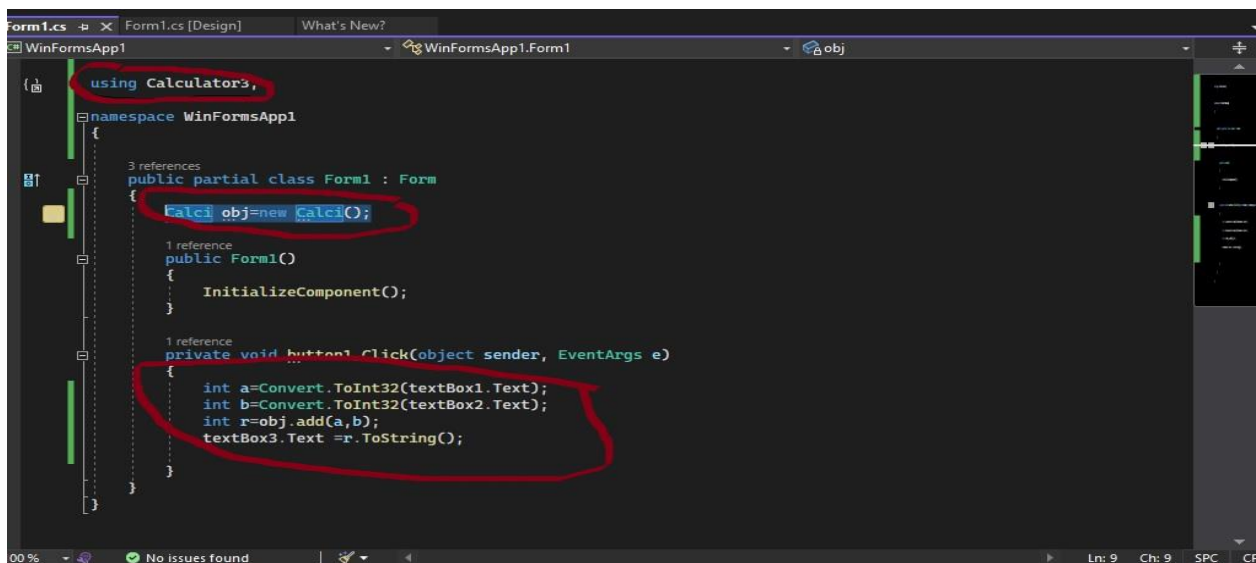 Form1.cs Form1.cs [Design] What's New?
C# WinFormsApp1 WinFormsApp1.Form1 obj
using Calculator3;
namespace WinFormsApp1
{
3 references
public partial class Form1 : Form
{
Calci obj=new Calci();
1 reference
public Form1()
{
InitializeComponent();
}
1 reference
private void button1_Click(object sender, EventArgs e)
{
int a=Convert.ToInt32(textBox1.Text);
int b=Convert.ToInt32(textBox2.Text);
int r=obj.add(a,b);
textBox3.Text =r.ToString();
}
}
}
00 % No issues found Ln: 9 Ch: 9 SPC